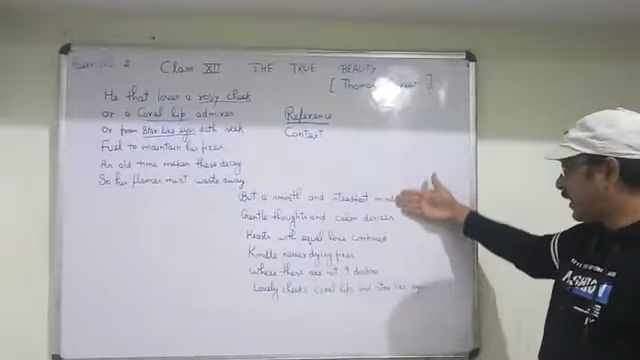 Class XII THE TRUE BEAUTY
[ Thomas ]
He that loves a rosy cheek
or a Coral lip admires
or from star like eyes doth seek
Fuel to maintain his fires
An old time makes these decay
So his flames must waste away
Reference
Context
But a smooth and steadfast mind
Gentle thoughts and calm desires
Hearts with equal love combined
Kindle never dying fires
Where these are not I
Lovely cheeks coral lips and star like eyes